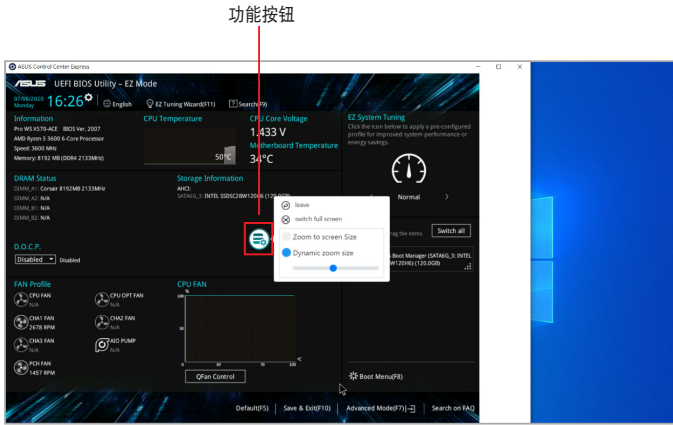 功能按钮
ASUS Control Center Express
ASUS UEFI BIOS Utility – EZ Mode
07/06/2020
Monday
16:26
English
EZ Tuning Wizard(F11)
Search(F9)
Information
Pro WS X570-ACE BIOS Ver. 2007
AMD Ryzen 5 3600 6-Core Processor
Speed: 3600 MHz
Memory: 8192 MB (DDR4 2133MHz)
CPU Temperature
50°C
CPU Core Voltage
1.433 V
Motherboard Temperature
34°C
EZ System Tuning
Click the icon below to apply a pre-configured
profile for improved system performance or
energy savings.
Normal
DRAM Status
DIMM_A1: Corsair 8192MB 2133MHz
DIMM_A2: N/A
DIMM_B1: N/A
DIMM_B2: N/A
Storage Information
AHCI:
SATA6G_3: INTEL SSDSC2BW120H6 (120.0GB)
leave
switch full screen
Zoom to screen Size
Dynamic zoom size
drag the items.
Switch all
Boot Manager (SATA6G_3: INTEL
W120H6) (120.0GB)
D.O.C.P.
Disabled
Disabled
FAN Profile
CPU FAN
N/A
CPU OPT FAN
N/A
CHA1 FAN
2678 RPM
CHA2 FAN
N/A
CHA3 FAN
N/A
AIO PUMP
N/A
PCH FAN
1457 RPM
CPU FAN
%
100
50
0
30
70
100
°C
QFan Control
Boot Menu(F8)
Default(F5)
Save & Exit(F10)
Advanced Mode(F7)
Search on FAQ